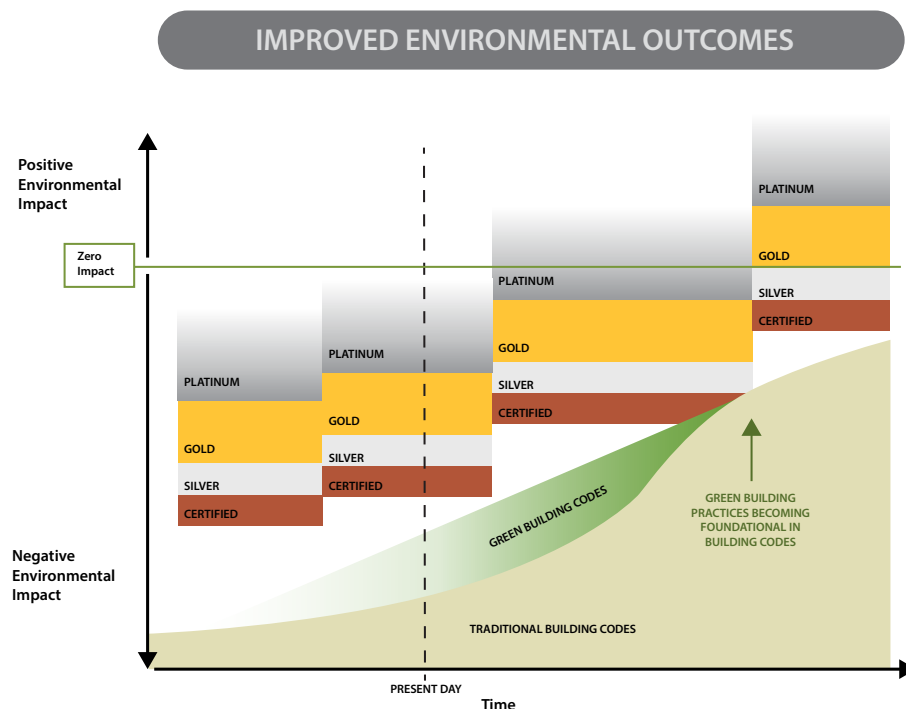 IMPROVED ENVIRONMENTAL OUTCOMES
Positive
Environmental
Impact
Zero
Impact
Negative
Environmental
Impact
PLATINUM
GOLD
SILVER
CERTIFIED
PLATINUM
GOLD
SILVER
CERTIFIED
PLATINUM
GOLD
SILVER
CERTIFIED
PLATINUM
GOLD
SILVER
CERTIFIED
GREEN BUILDING CODES
GREEN BUILDING
PRACTICES BECOMING
FOUNDATIONAL IN
BUILDING CODES
TRADITIONAL BUILDING CODES
PRESENT DAY
Time